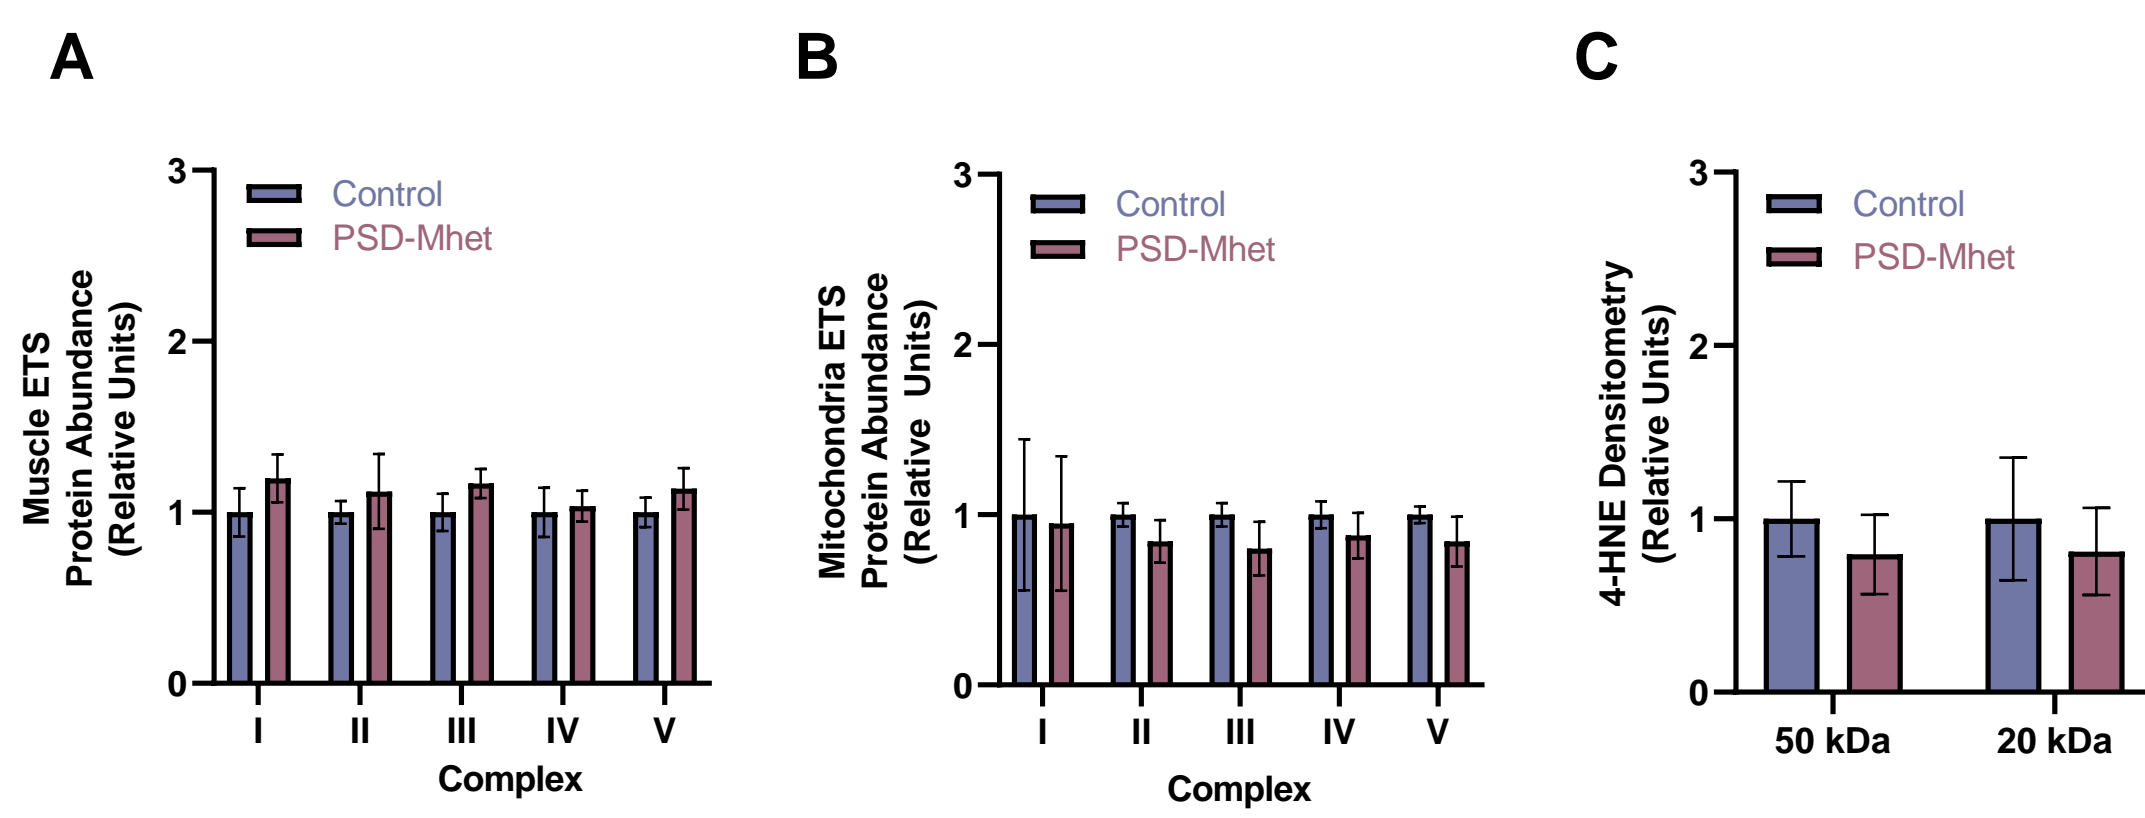 A
3
2
1
0
Muscle ETS
Protein Abundance
(Relative Units)
Control
PSD-Mhet
I II III IV V
Complex
B
3
2
1
0
Mitochondria ETS
Protein Abundance
(Relative Units)
Control
PSD-Mhet
I II III IV V
Complex
C
3
2
1
0
4-HNE Densitometry
(Relative Units)
Control
PSD-Mhet
50 kDa 20 kDa